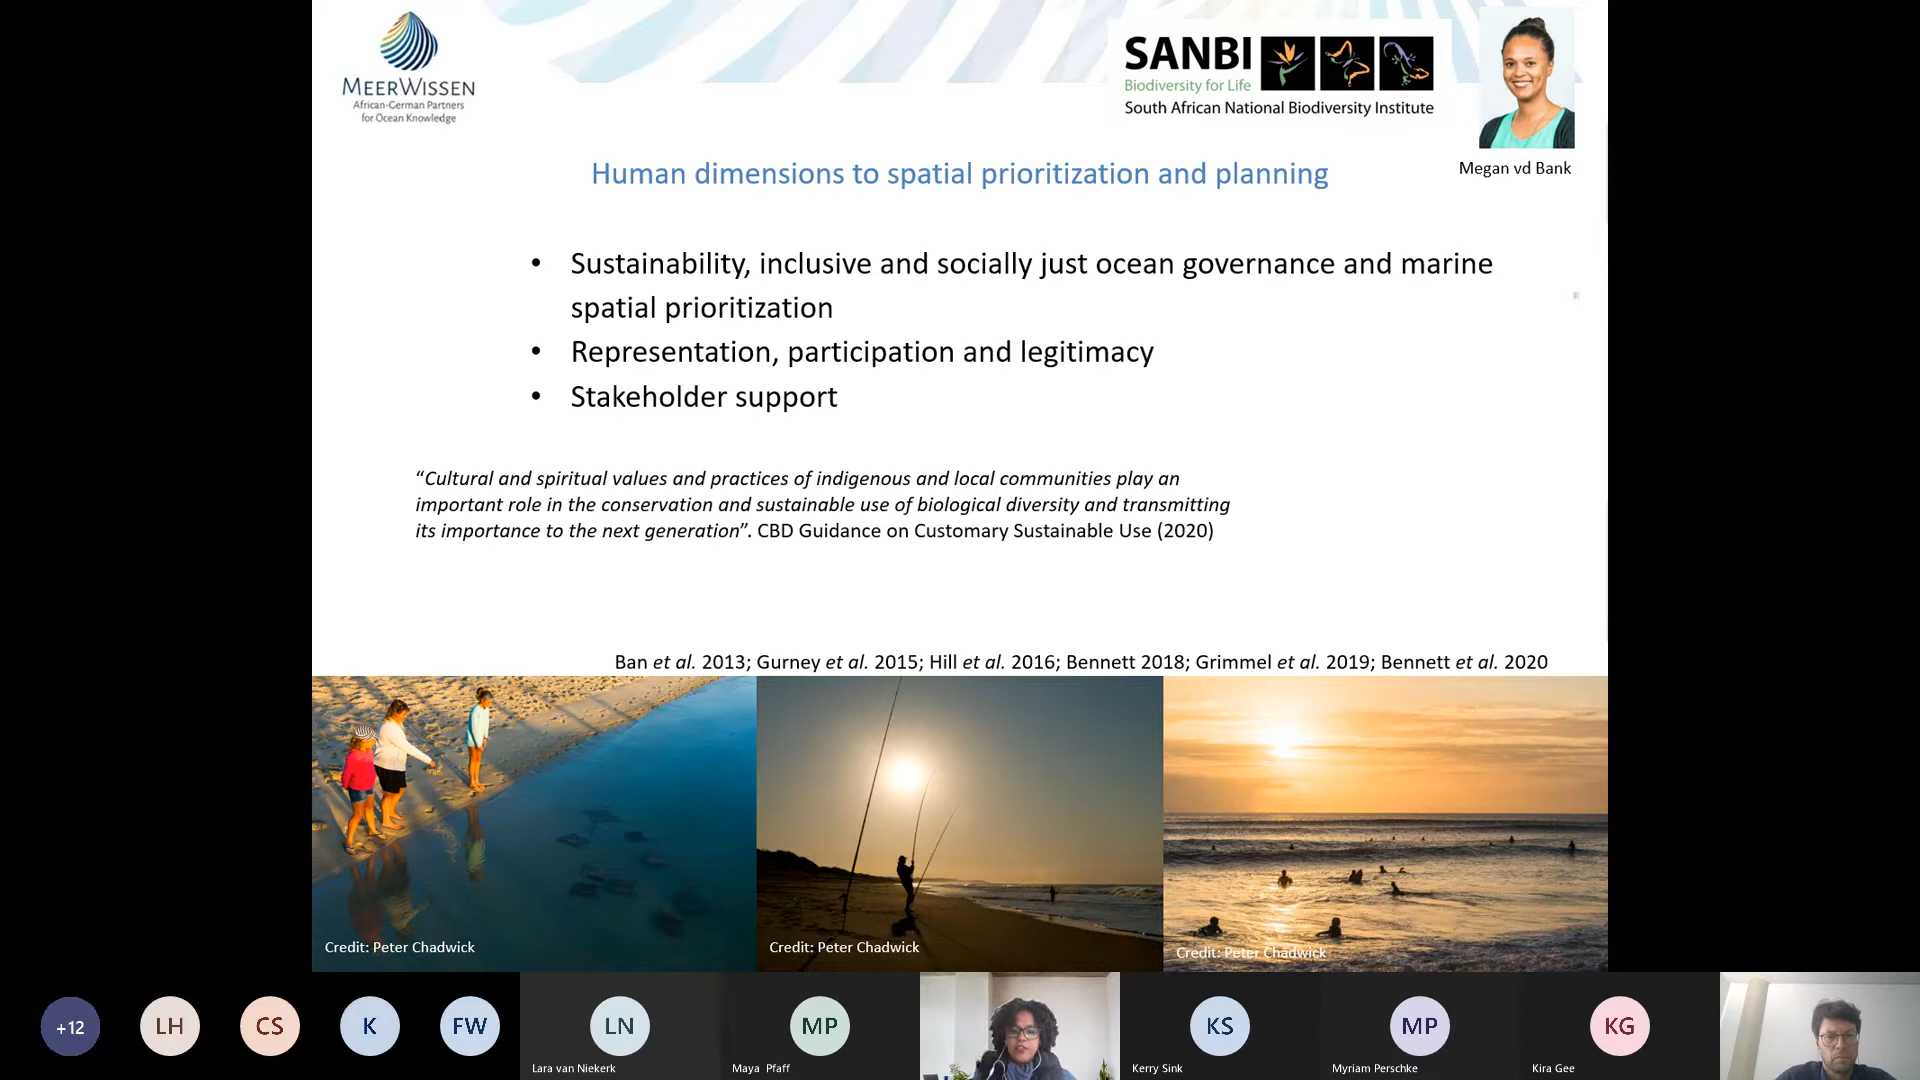 MEERWISSEN
African-German Partners
for Ocean Knowledge
SANBI
Biodiversity for Life
South African National Biodiversity Institute
Megan vd Bank
Human dimensions to spatial prioritization and planning
• Sustainability, inclusive and socially just ocean governance and marine
spatial prioritization
• Representation, participation and legitimacy
• Stakeholder support
“Cultural and spiritual values and practices of indigenous and local communities play an
important role in the conservation and sustainable use of biological diversity and transmitting
its importance to the next generation”. CBD Guidance on Customary Sustainable Use (2020)
Ban et al. 2013; Gurney et al. 2015; Hill et al. 2016; Bennett 2018; Grimmel et al. 2019; Bennett et al. 2020
Credit: Peter Chadwick
Credit: Peter Chadwick
Credit: Peter Chadwick
+12
LH
CS
K
FW
LN
Lara van Niekerk
MP
Maya Pfaff
KS
Kerry Sink
MP
Myriam Perschke
KG
Kira Gee